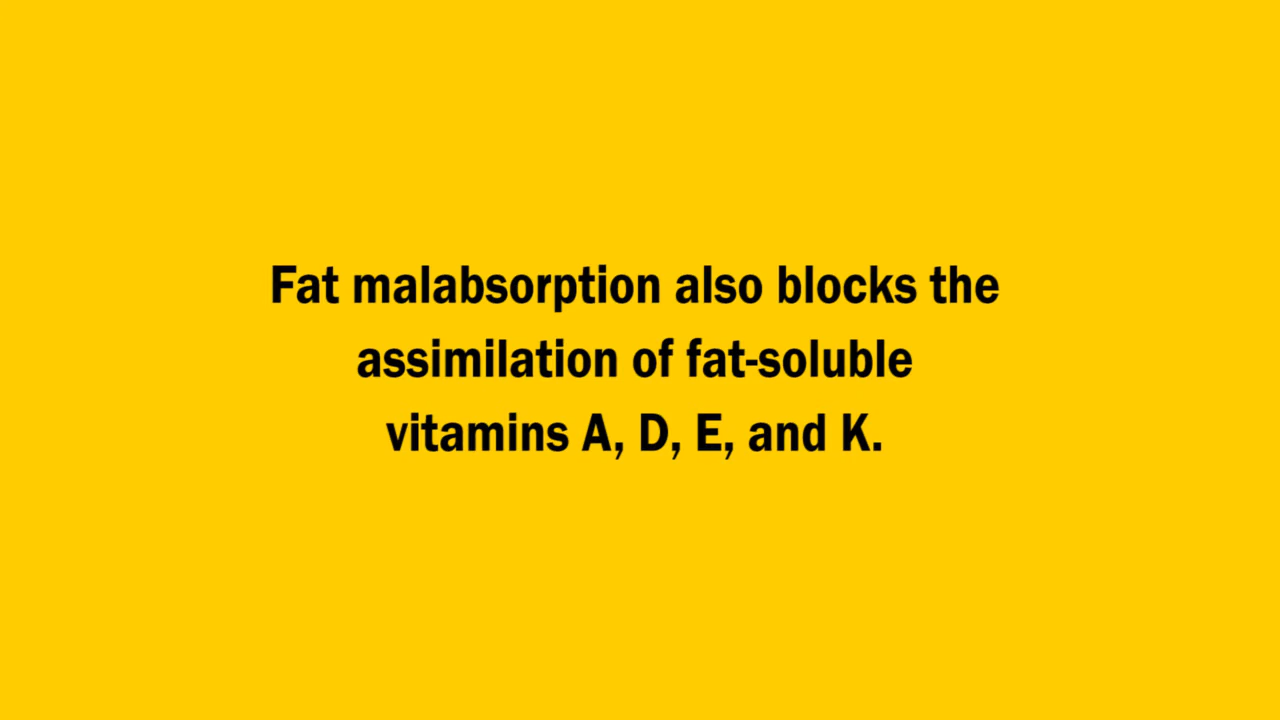 Fat malabsorption also blocks the
assimilation of fat-soluble
vitamins A, D, E, and K.